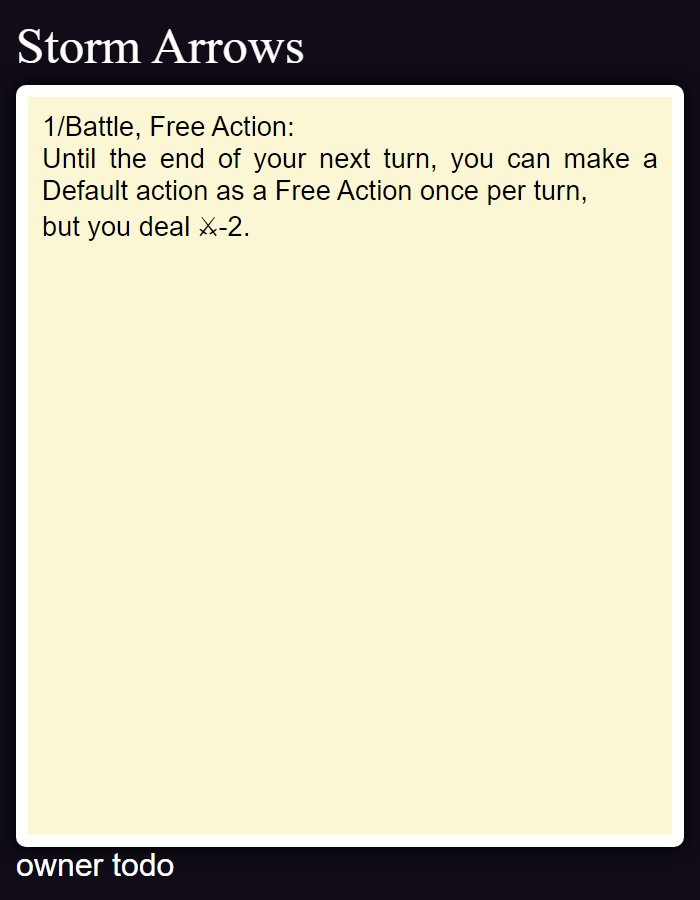 Storm Arrows
1/Battle, Free Action:
Until the end of your next turn, you can make a
Default action as a Free Action once per turn,
but you deal ⚔-2.
owner todo